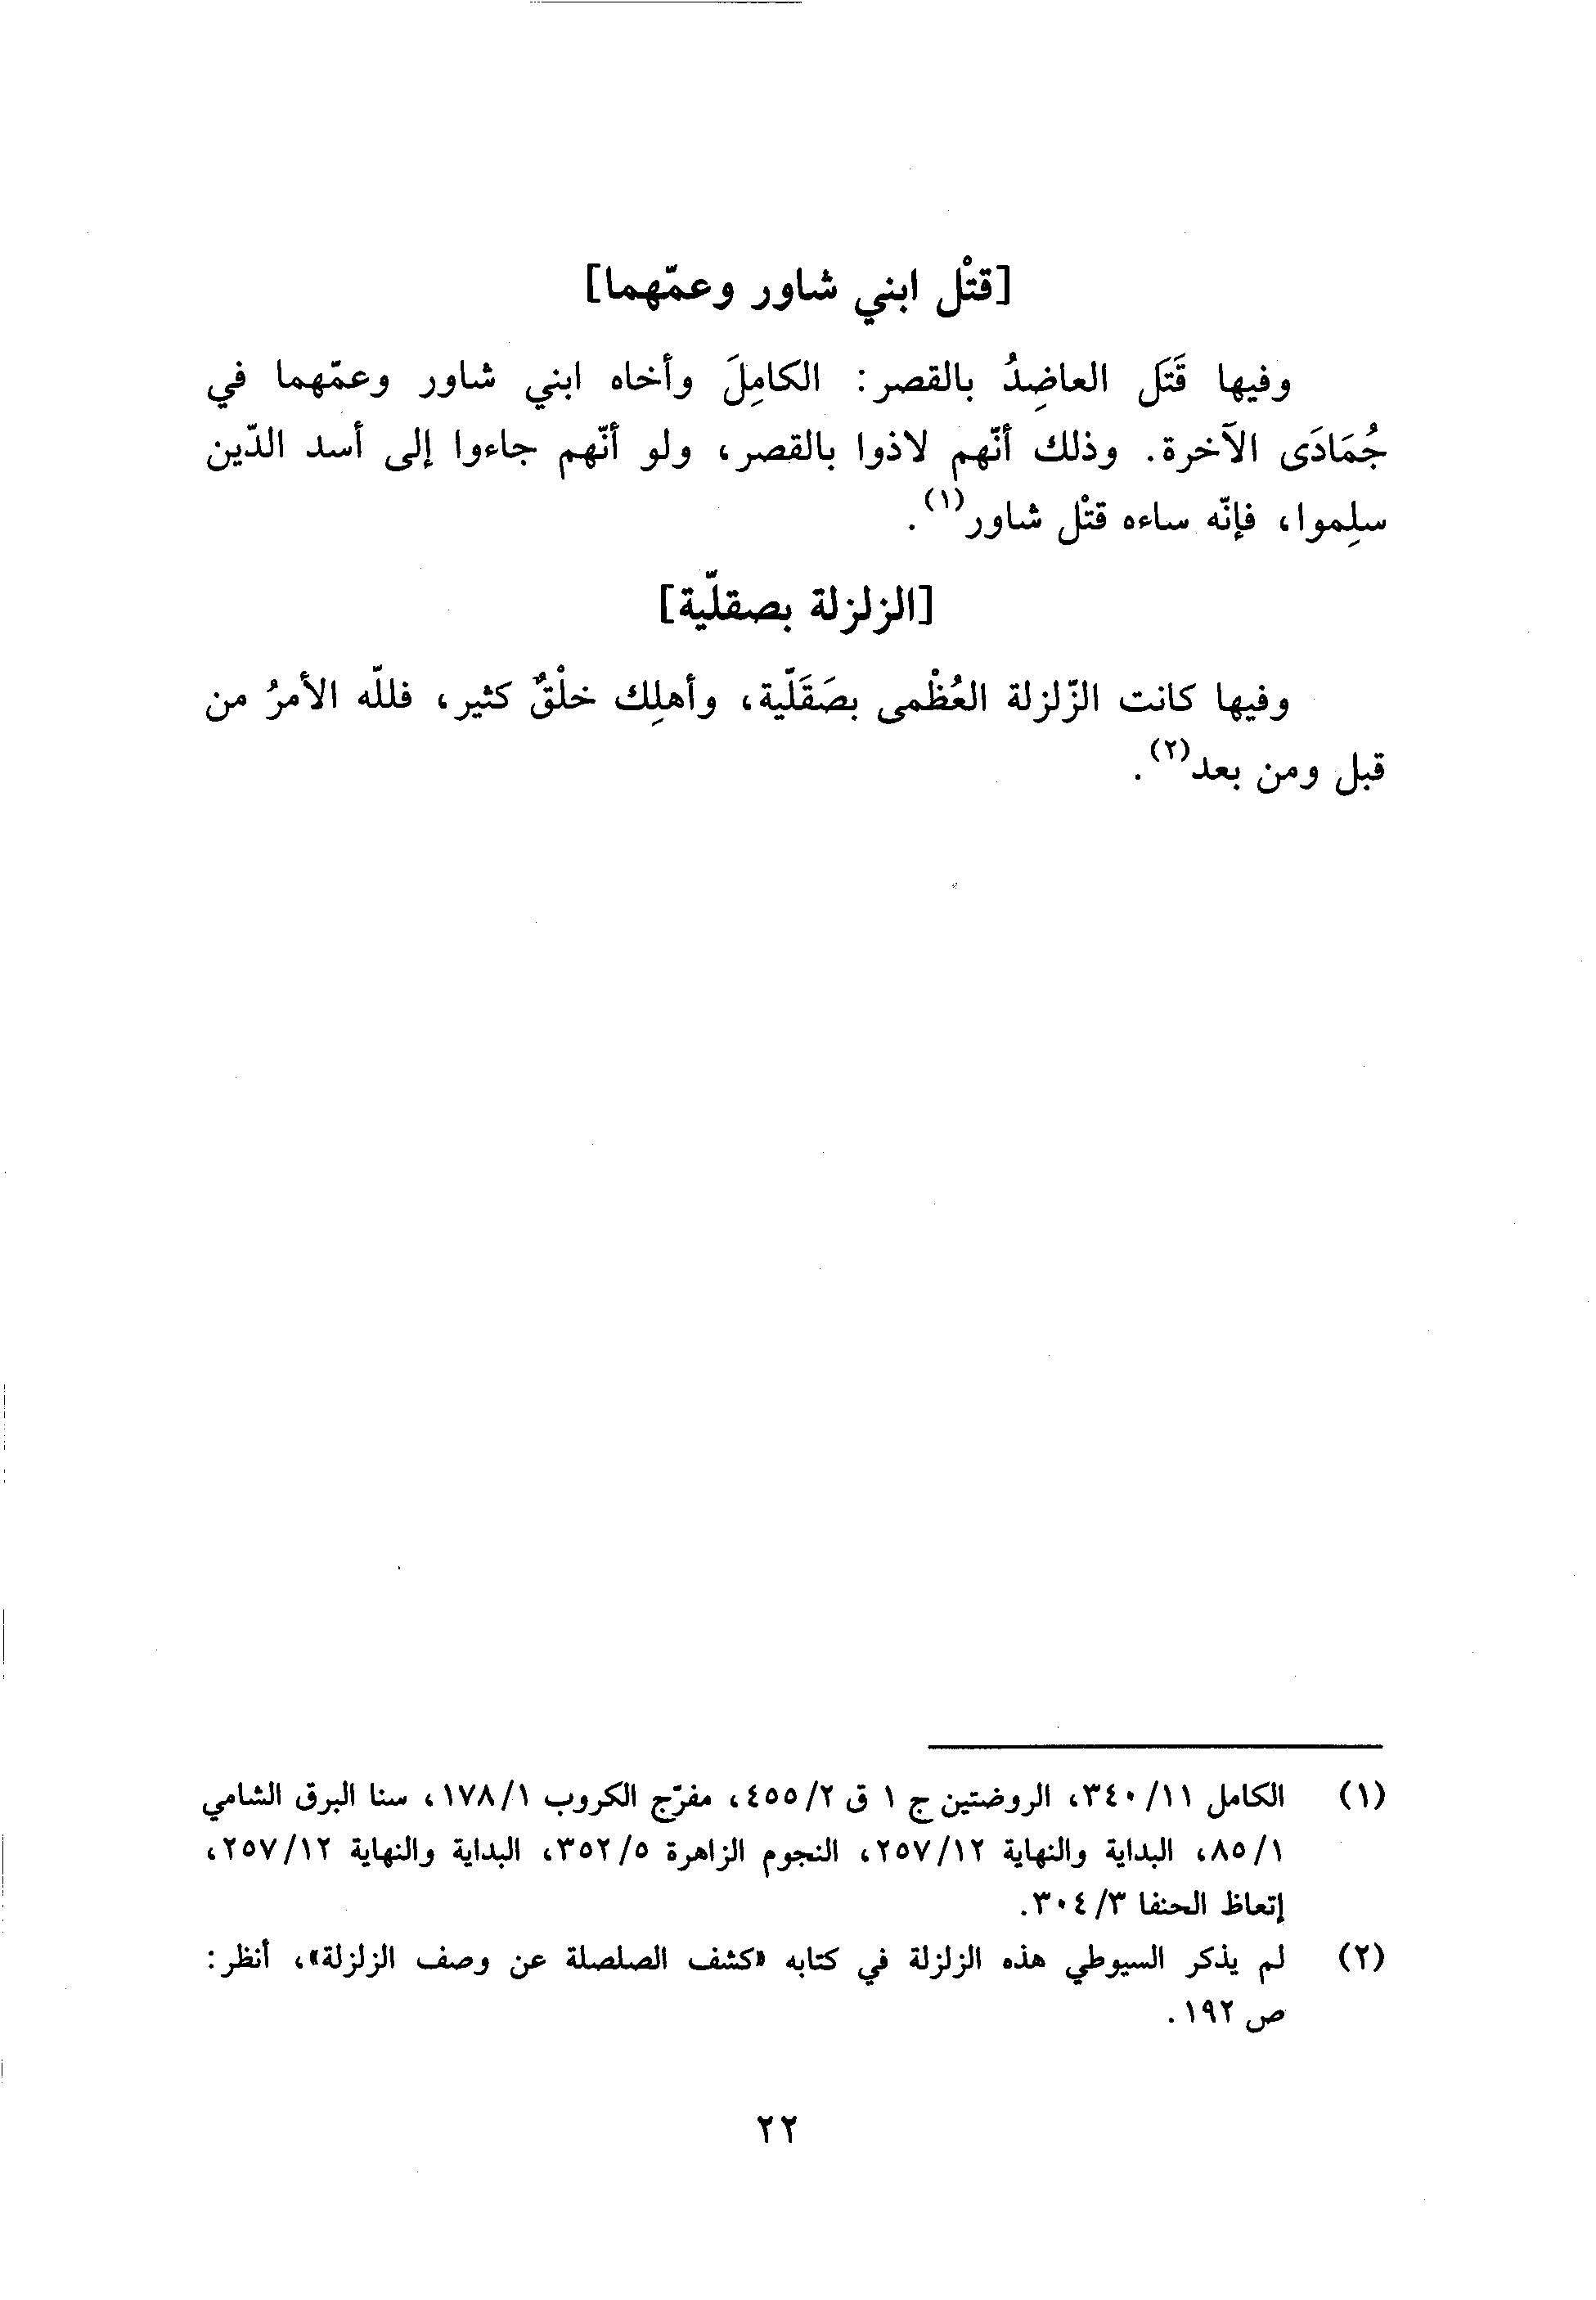 [قتْل ابني شاور وعمّهما]
وفيها قَتَل العاضِدُ بالقصر: الكامِلَ وأخاه ابني شاور وعمّهما في
جُمَادَى الآخرة. وذلك أنّهم لاذوا بالقصر، ولو أنّهم جاءوا إلى أسد الدّين
سلِموا، فإنّه ساءه قتْل شاور(١).
[الزلزلة بصقلّية]
وفيها كانت الزّلزلة العُظْمى بصَقَلّية، وأهلِك خلْقٌ كثير، فللّه الأمرُ من
قبل ومن بعد(٢).
(١) الكامل ١١/ ٣٤٠، الروضتين ج ١ ق ٢/ ٤٥٥، مفرّج الكروب ١/ ١٧٨، سنا البرق الشامي
١/ ٨٥، البداية والنهاية ١٢/ ٢٥٧، النجوم الزاهرة ٥/ ٣٥٢، البداية والنهاية ١٢/ ٢٥٧،
إتعاظ الحنفا ٣/ ٣٠٤.
(٢) لم يذكر السيوطي هذه الزلزلة في كتابه «كشف الصلصلة عن وصف الزلزلة»، أنظر:
ص ١٩٢.
٢٢